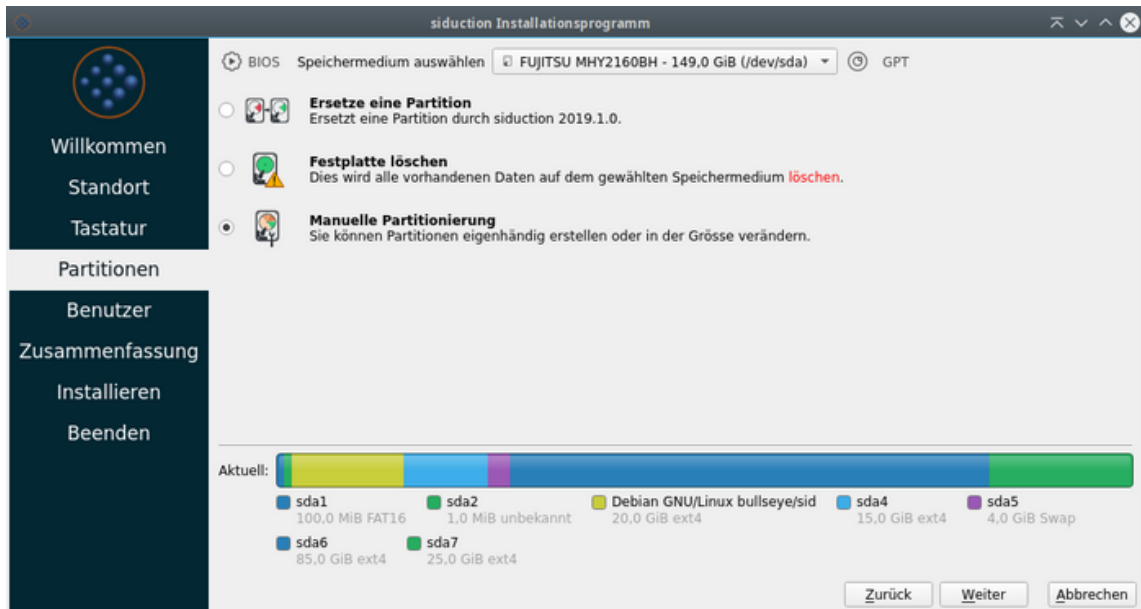 siduction Installationsprogramm
BIOS Speichermedium auswählen FUJITSU MHY2160BH - 149,0 GiB (/dev/sda) GPT
Ersetze eine Partition
Ersetzt eine Partition durch siduction 2019.1.0.
Festplatte löschen
Dies wird alle vorhandenen Daten auf dem gewählten Speichermedium löschen.
Manuelle Partitionierung
Sie können Partitionen eigenhändig erstellen oder in der Grösse verändern.
Willkommen
Standort
Tastatur
Partitionen
Benutzer
Zusammenfassung
Installieren
Beenden
Aktuell:
sda1 sda2 Debian GNU/Linux bullseye/sid sda4 sda5
100,0 MiB FAT16 1,0 MiB unbekannt 20,0 GiB ext4 15,0 GiB ext4 4,0 GiB Swap
sda6 sda7
85,0 GiB ext4 25,0 GiB ext4
Zurück Weiter Abbrechen